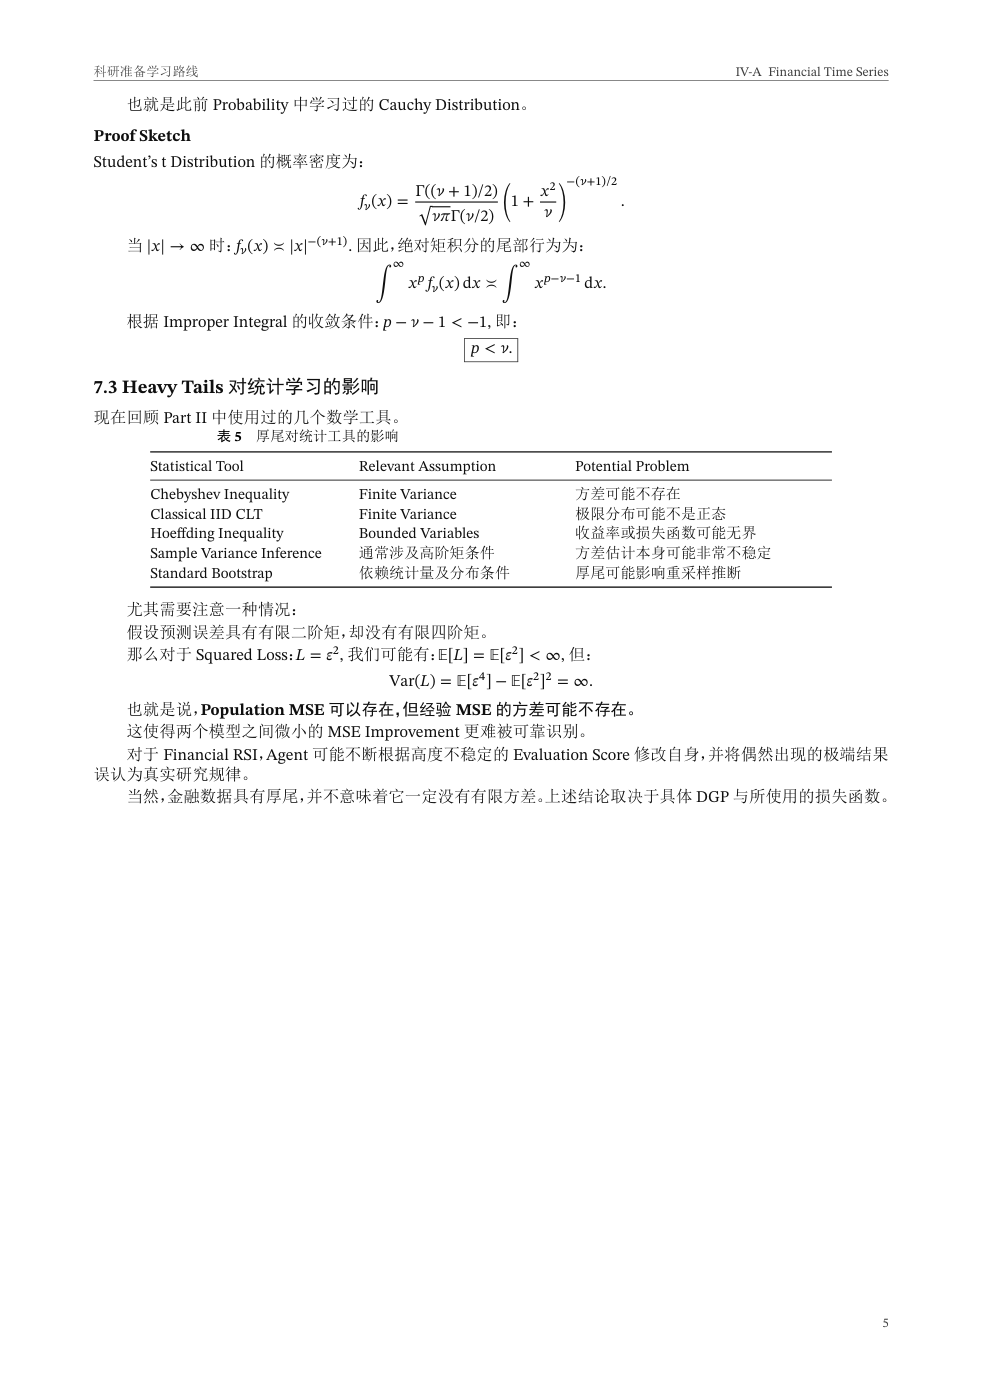 科研准备学习路线 IV-A Financial Time Series
也就是此前 Probability 中学习过的 Cauchy Distribution。
Proof Sketch
Student's t Distribution 的概率密度为：
f_ν(x) = Γ((ν + 1)/2) / (√(νπ) Γ(ν/2)) (1 + x²/ν)^{−(ν+1)/2} .
当 |x| → ∞ 时：f_ν(x) ≍ |x|^{−(ν+1)}. 因此，绝对矩积分的尾部行为为：
∫^∞ x^p f_ν(x) dx ≍ ∫^∞ x^{p−ν−1} dx.
根据 Improper Integral 的收敛条件：p − ν − 1 < −1, 即：
p < ν.
7.3 Heavy Tails 对统计学习的影响
现在回顾 Part II 中使用过的几个数学工具。
表 5 厚尾对统计工具的影响
Statistical Tool Relevant Assumption Potential Problem
Chebyshev Inequality Finite Variance 方差可能不存在
Classical IID CLT Finite Variance 极限分布可能不是正态
Hoeffding Inequality Bounded Variables 收益率或损失函数可能无界
Sample Variance Inference 通常涉及高阶矩条件 方差估计本身可能非常不稳定
Standard Bootstrap 依赖统计量及分布条件 厚尾可能影响重采样推断
尤其需要注意一种情况：
假设预测误差具有有限二阶矩，却没有有限四阶矩。
那么对于 Squared Loss：L = ε², 我们可能有：𝔼[L] = 𝔼[ε²] < ∞, 但：
Var(L) = 𝔼[ε⁴] − 𝔼[ε²]² = ∞.
也就是说，Population MSE 可以存在，但经验 MSE 的方差可能不存在。
这使得两个模型之间微小的 MSE Improvement 更难被可靠识别。
对于 Financial RSI，Agent 可能不断根据高度不稳定的 Evaluation Score 修改自身，并将偶然出现的极端结果
误认为真实研究规律。
当然，金融数据具有厚尾，并不意味着它一定没有有限方差。上述结论取决于具体 DGP 与所使用的损失函数。
5